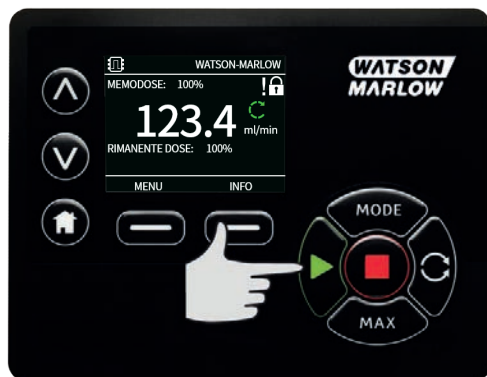 WATSON-MARLOW
MEMODOSE: 100%
!
123.4
ml/min
RIMANENTE DOSE: 100%
MENU INFO
WATSON
MARLOW
MODE
MAX